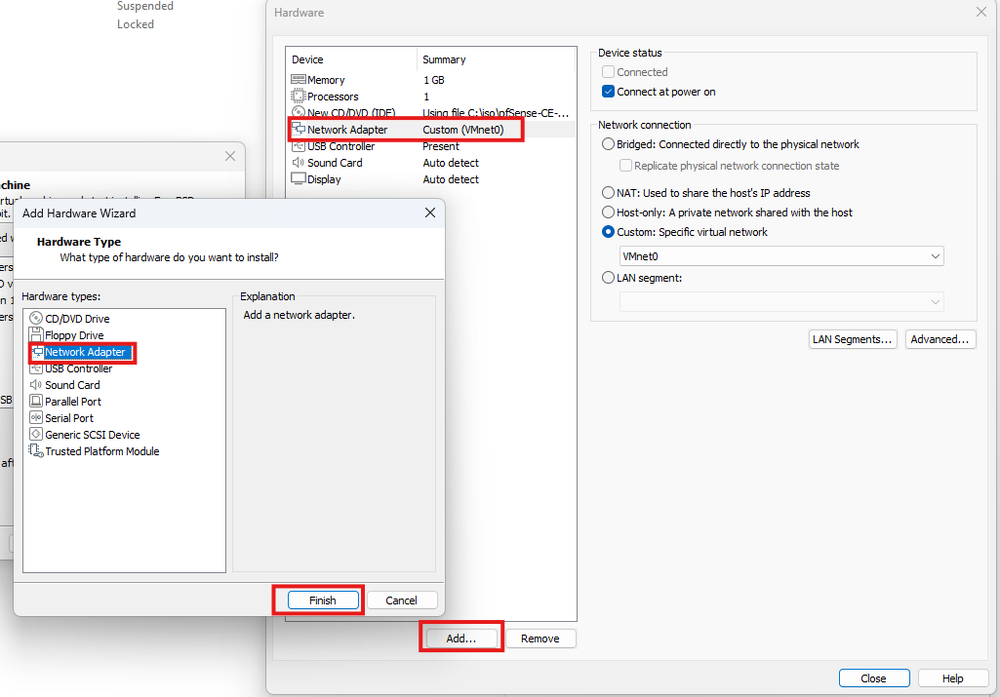 Suspended
Locked
Hardware
Device Summary
Memory 1 GB
Processors 1
New CD/DVD (IDE) Using file C:\iso\pfSense-CE-...
Network Adapter Custom (VMnet0)
USB Controller Present
Sound Card Auto detect
Display Auto detect
Device status
Connected
Connect at power on
Network connection
Bridged: Connected directly to the physical network
Replicate physical network connection state
NAT: Used to share the host's IP address
Host-only: A private network shared with the host
Custom: Specific virtual network
VMnet0
LAN segment:
LAN Segments...
Advanced...
Add...
Remove
Close
Help
Add Hardware Wizard
Hardware Type
What type of hardware do you want to install?
Hardware types:
CD/DVD Drive
Floppy Drive
Network Adapter
USB Controller
Sound Card
Parallel Port
Serial Port
Generic SCSI Device
Trusted Platform Module
Explanation
Add a network adapter.
Finish
Cancel